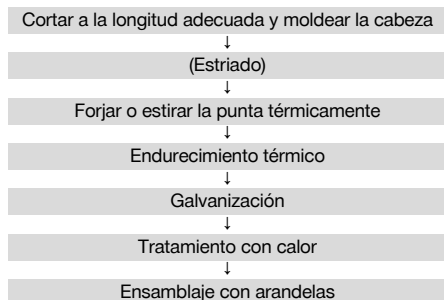 Cortar a la longitud adecuada y moldear la cabeza
↓
(Estriado)
↓
Forjar o estirar la punta térmicamente
↓
Endurecimiento térmico
↓
Galvanización
↓
Tratamiento con calor
↓
Ensamblaje con arandelas